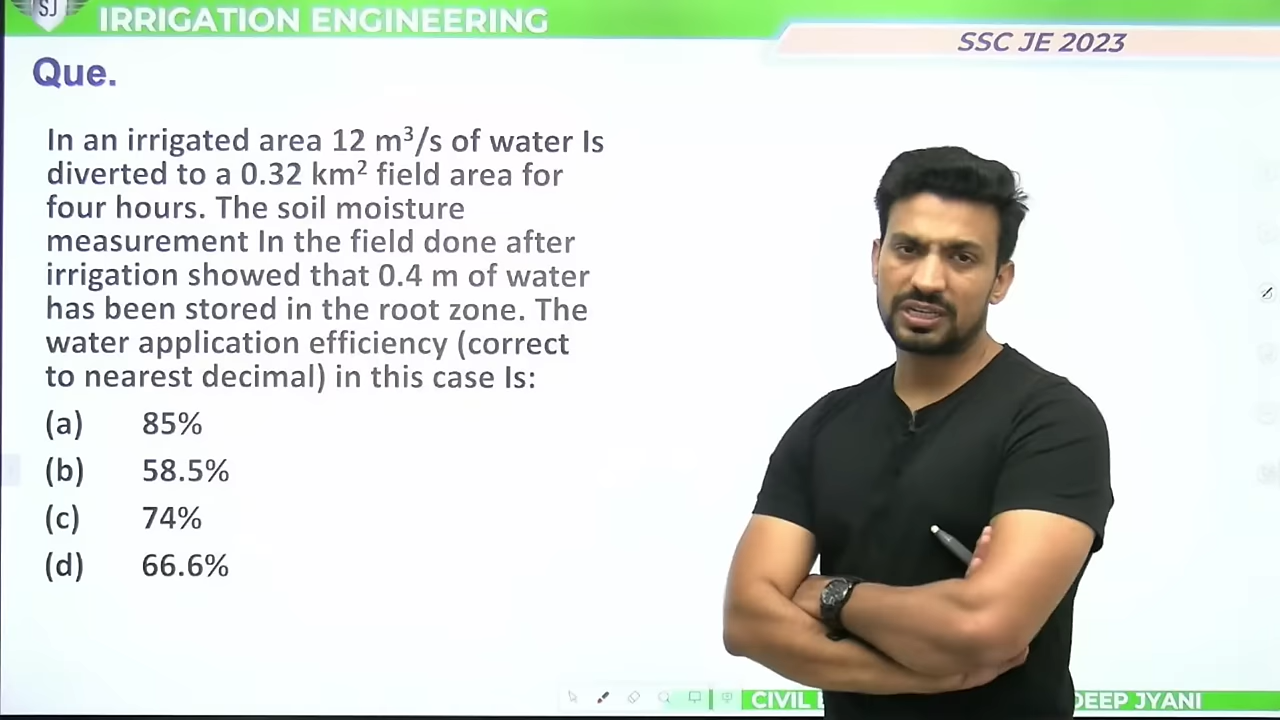 SJ
IRRIGATION ENGINEERING
SSC JE 2023
Que.
In an irrigated area 12 m³/s of water Is
diverted to a 0.32 km² field area for
four hours. The soil moisture
measurement In the field done after
irrigation showed that 0.4 m of water
has been stored in the root zone. The
water application efficiency (correct
to nearest decimal) in this case Is:
(a) 85%
(b) 58.5%
(c) 74%
(d) 66.6%
CIVIL
DEEP JYANI